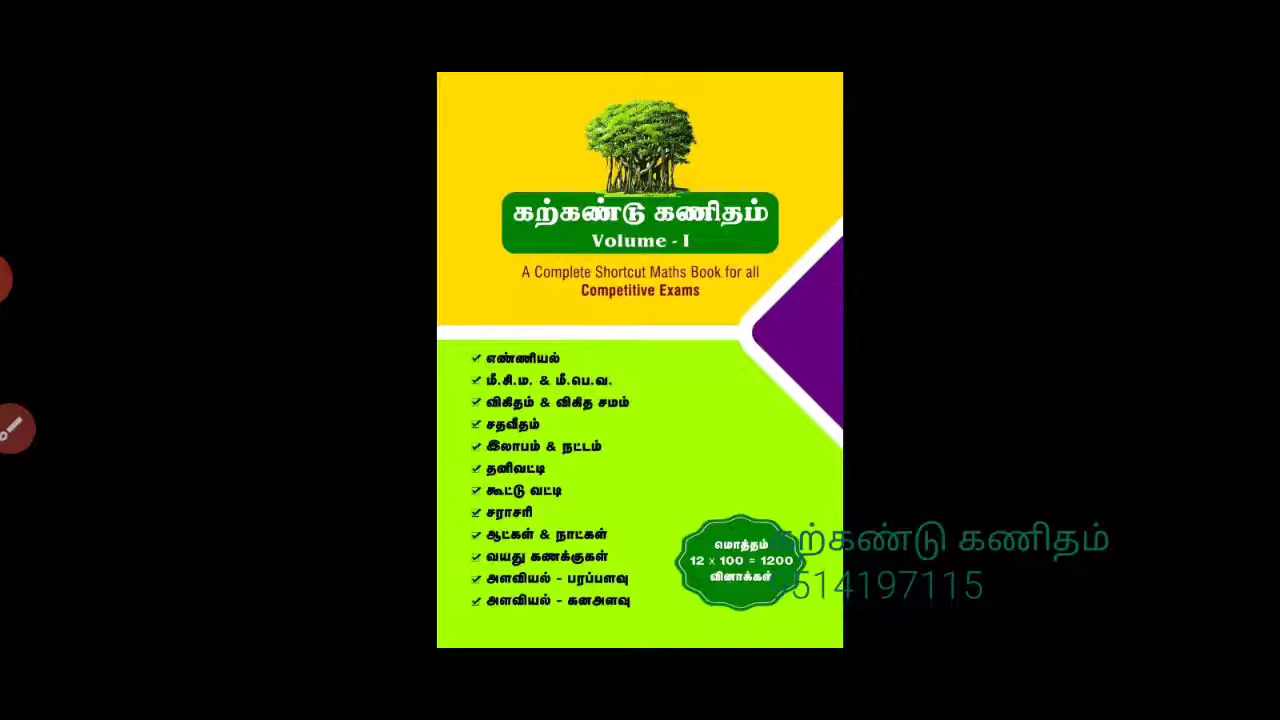 கற்கண்டு கணிதம்
Volume - I
A Complete Shortcut Maths Book for all
Competitive Exams
எண்ணியல்
மீ.சி.ம. & மீ.பெ.வ.
விகிதம் & விகித சமம்
சதவீதம்
இலாபம் & நட்டம்
தனிவட்டி
கூட்டு வட்டி
சராசரி
ஆட்கள் & நாட்கள்
வயது கணக்குகள்
அளவியல் - பரப்பளவு
அளவியல் - கனஅளவு
மொத்தம்
12 x 100 = 1200
வினாக்கள்
கற்கண்டு கணிதம்